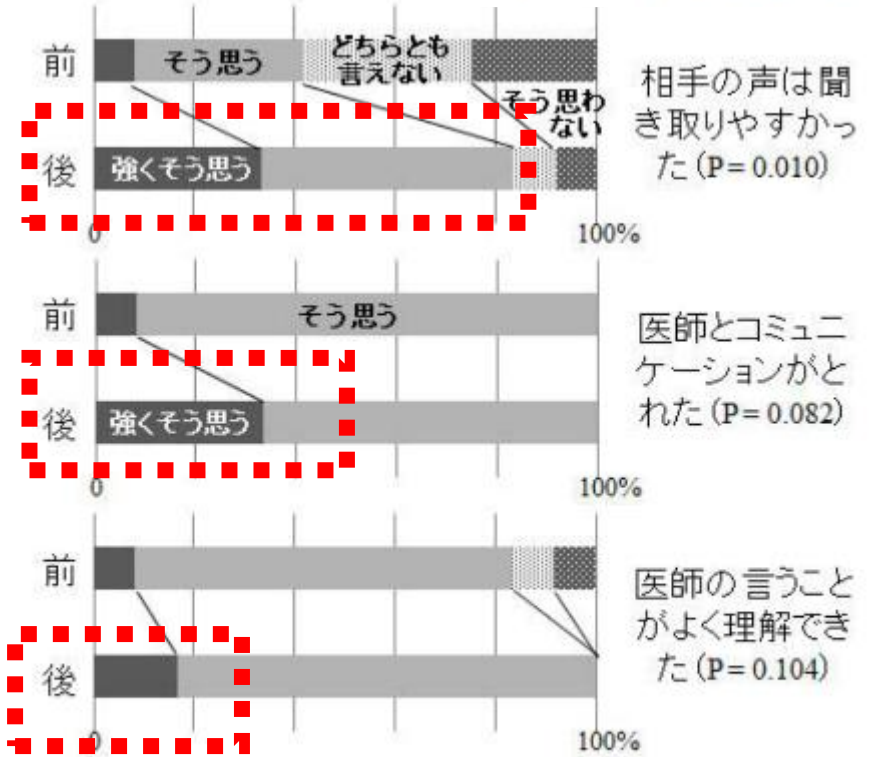 前
そう思う
どちらとも
言えない
そう思わ
ない
後
強くそう思う
0
100%
相手の声は聞
き取りやすかっ
た(P=0.010)
前
そう思う
後
強くそう思う
0
100%
医師とコミュニ
ケーションがと
れた(P=0.082)
前
後
0
100%
医師の言うこと
がよく理解でき
た(P=0.104)